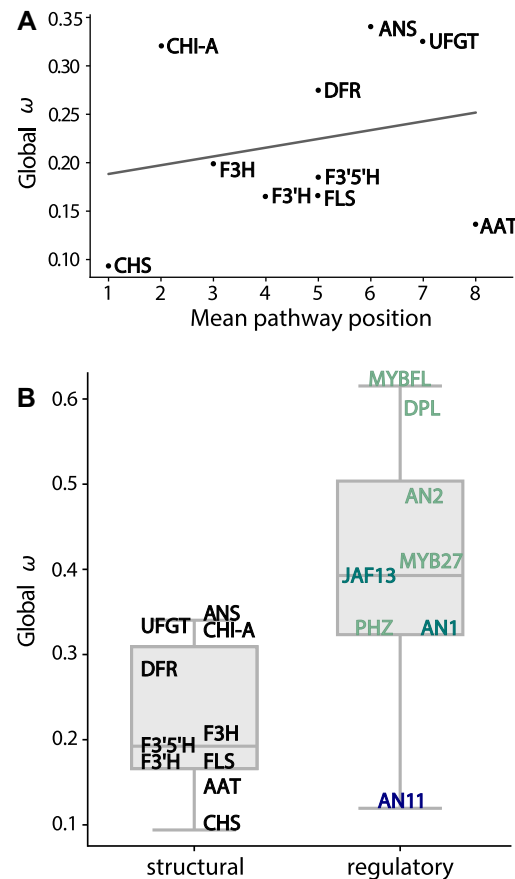 A
0.35
0.30
0.25
0.20
0.15
0.10
Global ω
ANS
UFGT
CHI-A
DFR
F3H
F3'5'H
F3'H
FLS
AAT
CHS
1 2 3 4 5 6 7 8
Mean pathway position
B
0.6
0.5
0.4
0.3
0.2
0.1
Global ω
MYBFL
DPL
AN2
MYB27
JAF13
PHZ
AN1
AN11
ANS
UFGT
CHI-A
DFR
F3H
F3'5'H
F3'H
FLS
AAT
CHS
structural
regulatory